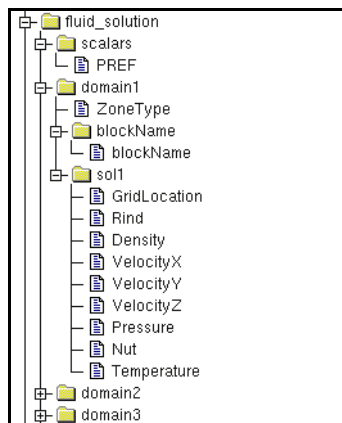 fluid_solution
scalars
PREF
domain1
ZoneType
blockName
blockName
sol1
GridLocation
Rind
Density
VelocityX
VelocityY
VelocityZ
Pressure
Nut
Temperature
domain2
domain3